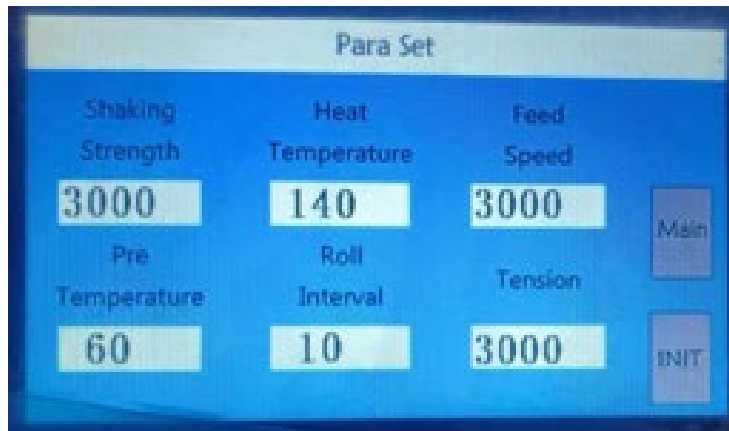 Para Set
Shaking Heat Feed
Strength Temperature Speed
3000 140 3000
Main
Pre Roll
Tension
Temperature Interval
60 10 3000
INIT